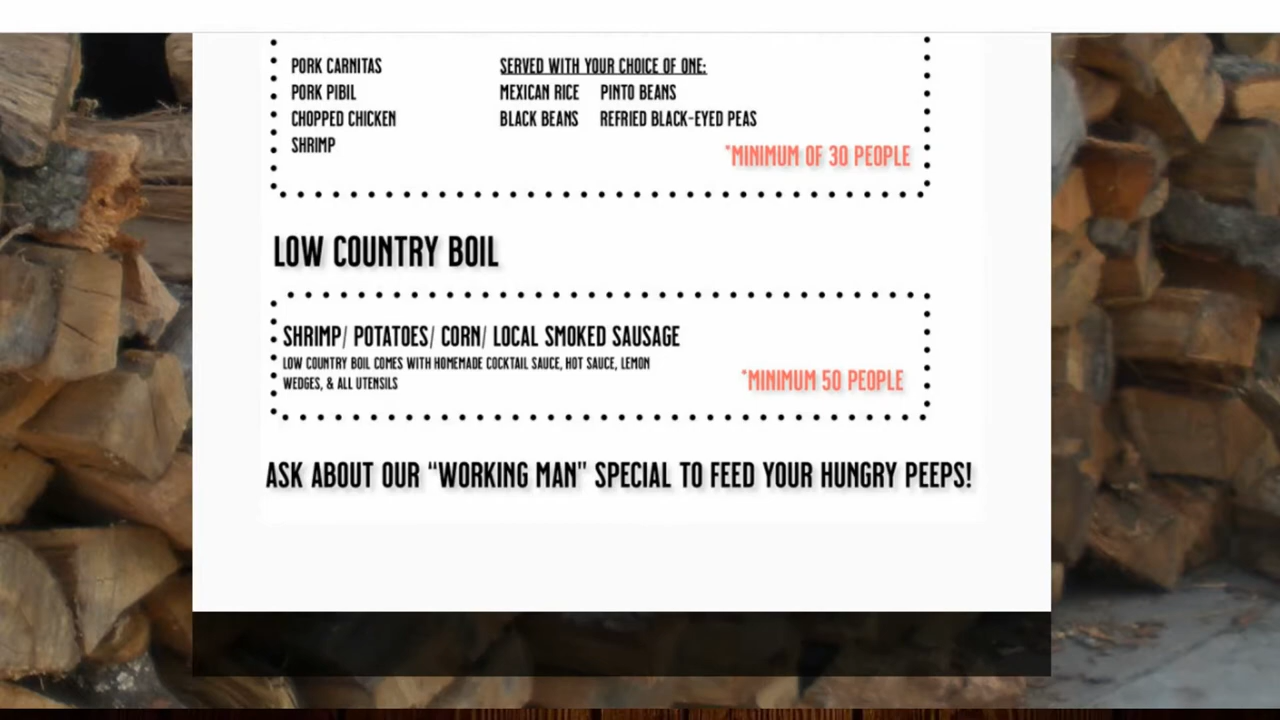 PORK CARNITAS
PORK PIBIL
CHOPPED CHICKEN
SHRIMP
SERVED WITH YOUR CHOICE OF ONE:
MEXICAN RICE PINTO BEANS
BLACK BEANS REFRIED BLACK-EYED PEAS
*MINIMUM OF 30 PEOPLE
LOW COUNTRY BOIL
SHRIMP/ POTATOES/ CORN/ LOCAL SMOKED SAUSAGE
LOW COUNTRY BOIL COMES WITH HOMEMADE COCKTAIL SAUCE, HOT SAUCE, LEMON
WEDGES, & ALL UTENSILS
*MINIMUM 50 PEOPLE
ASK ABOUT OUR “WORKING MAN" SPECIAL TO FEED YOUR HUNGRY PEEPS!